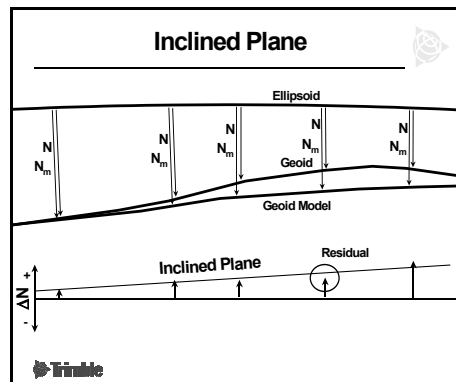 Inclined Plane
Ellipsoid
N
Nm
N
Nm
N
Nm
N
Nm
N
Nm
Geoid
Geoid Model
Residual
Inclined Plane
+
ΔN
-
Trimble